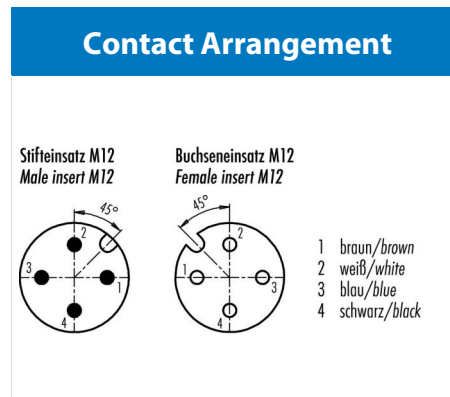 Contact Arrangement
Stifteinsatz M12
Male insert M12
45°
2
3
1
4
Buchseneinsatz M12
Female insert M12
45°
2
1
3
4
1 braun/brown
2 weiß/white
3 blau/blue
4 schwarz/black